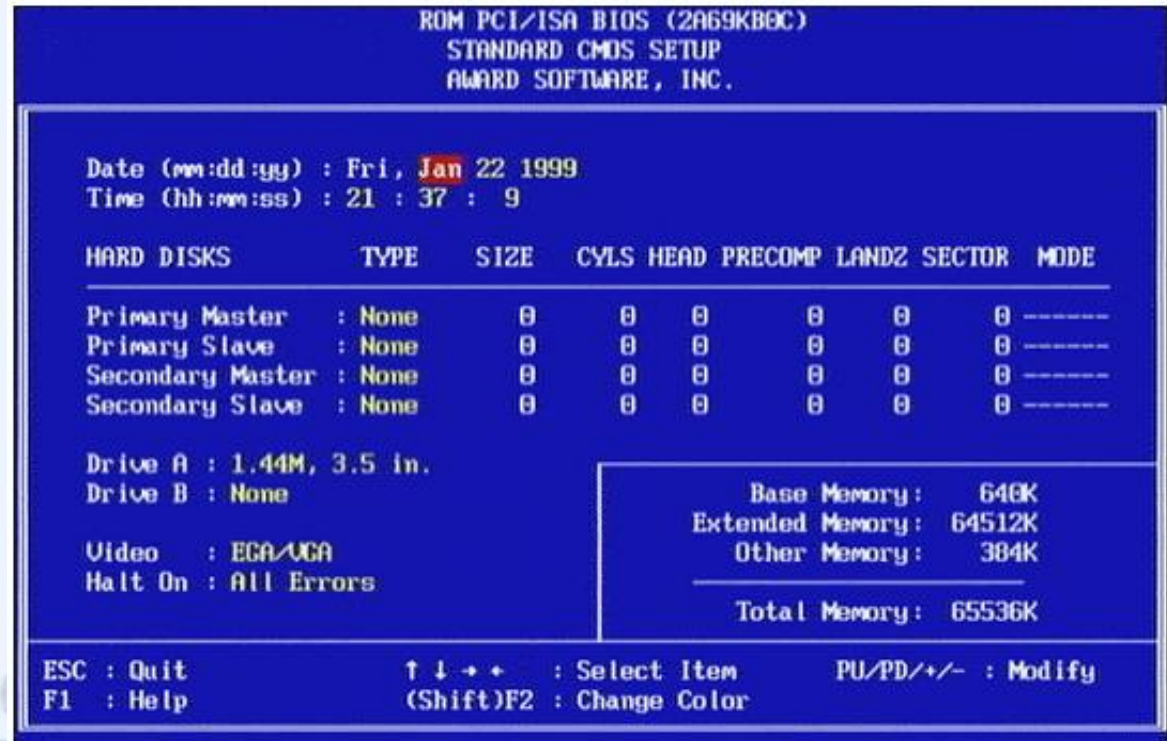 ROM PCI/ISA BIOS (2A69KB0C)
STANDARD CMOS SETUP
AWARD SOFTWARE, INC.
Date (mm:dd:yy) : Fri, Jan 22 1999
Time (hh:mm:ss) : 21 : 37 : 9
HARD DISKS TYPE SIZE CYLS HEAD PRECOMP LANDZ SECTOR MODE
Primary Master : None 0 0 0 0 0 0 ------
Primary Slave : None 0 0 0 0 0 0 ------
Secondary Master : None 0 0 0 0 0 0 ------
Secondary Slave : None 0 0 0 0 0 0 ------
Drive A : 1.44M, 3.5 in.
Drive B : None
Video : EGA/VGA
Halt On : All Errors
Base Memory: 640K
Extended Memory: 64512K
Other Memory: 384K
Total Memory: 65536K
ESC : Quit ↑ ↓ → ← : Select Item PU/PD/+/- : Modify
F1 : Help (Shift)F2 : Change Color